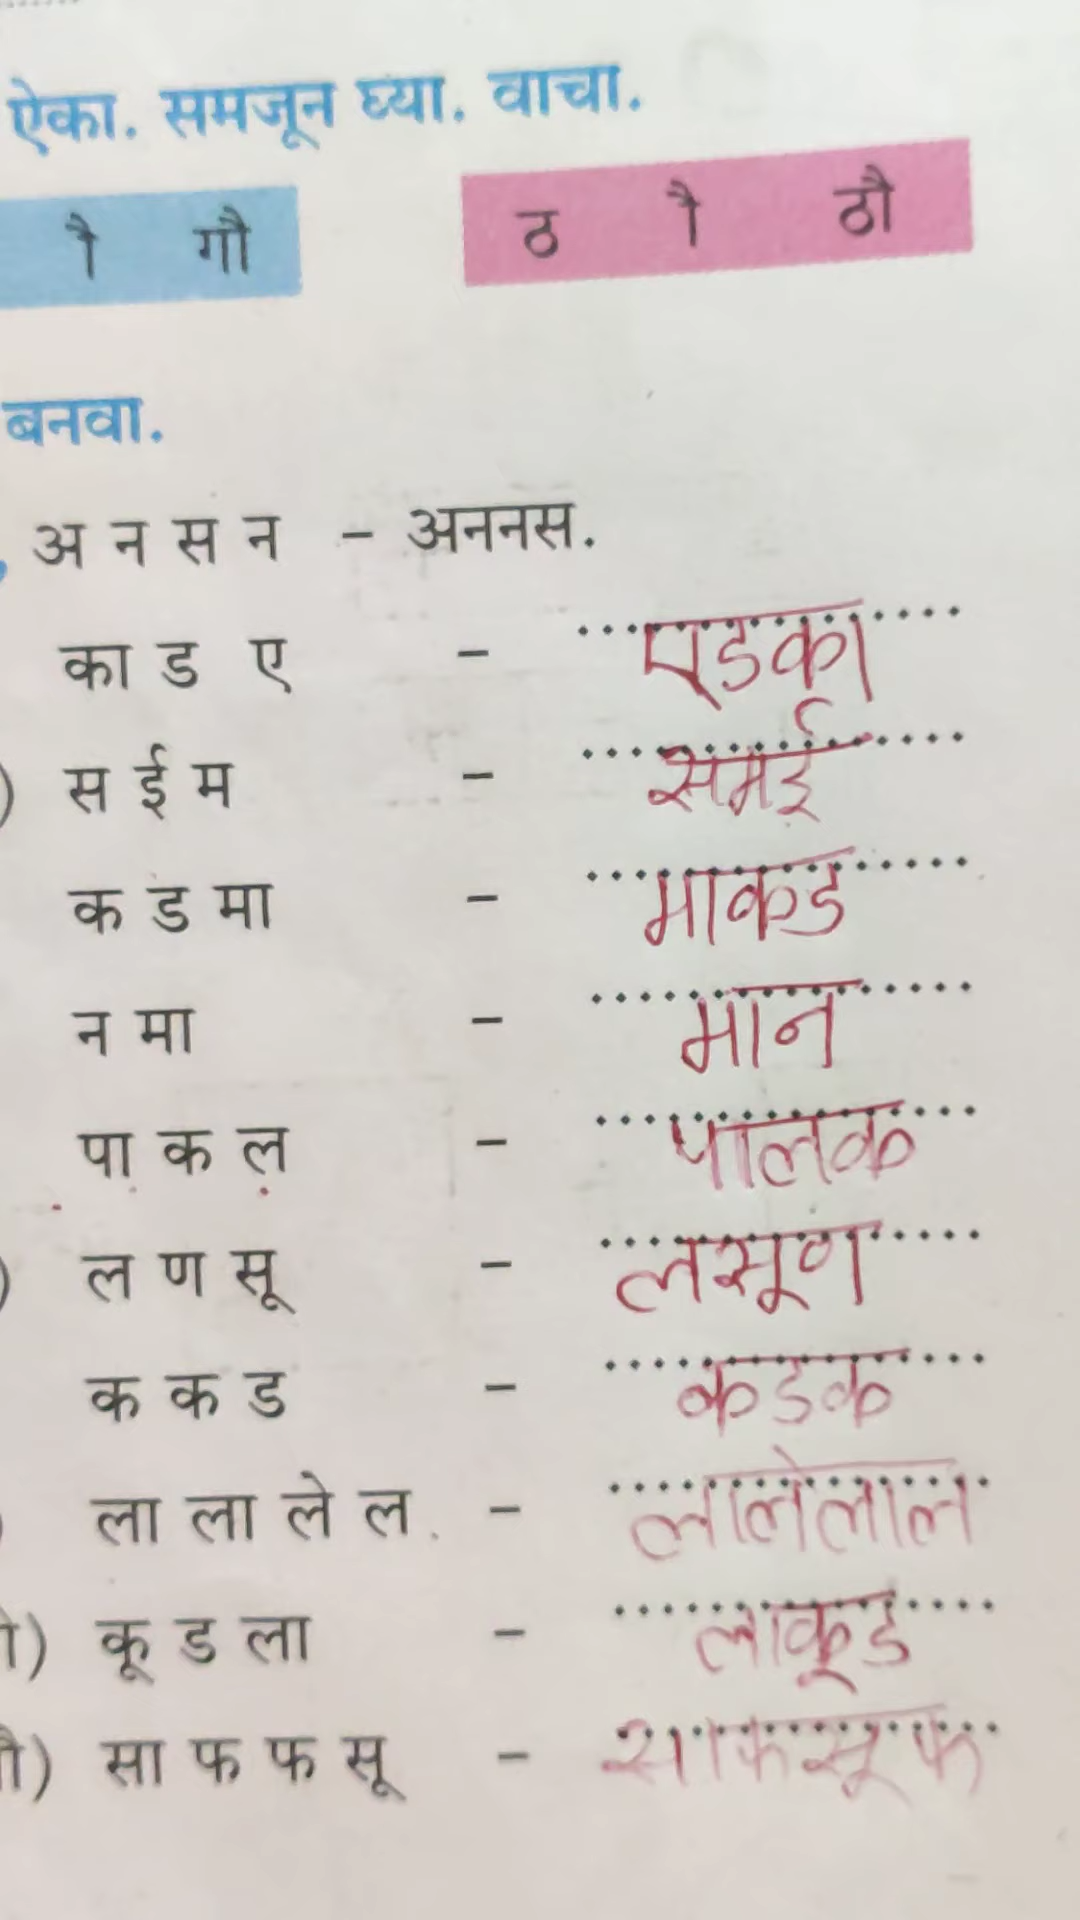 ऐका. समजून घ्या. वाचा.
ौ गौ ठ ौ ठौ
बनवा.
अ न स न – अननस.
का ड ए – एडका
) स ई म – समई
क ड मा – माकड
न मा – मान
पा क ल – पालक
) ल ण सू – लसूण
क क ड – कडक
ला ला ले ल – लालेलाल
) कू ड ला – लाकूड
) सा फ फ सू – साफसूफ